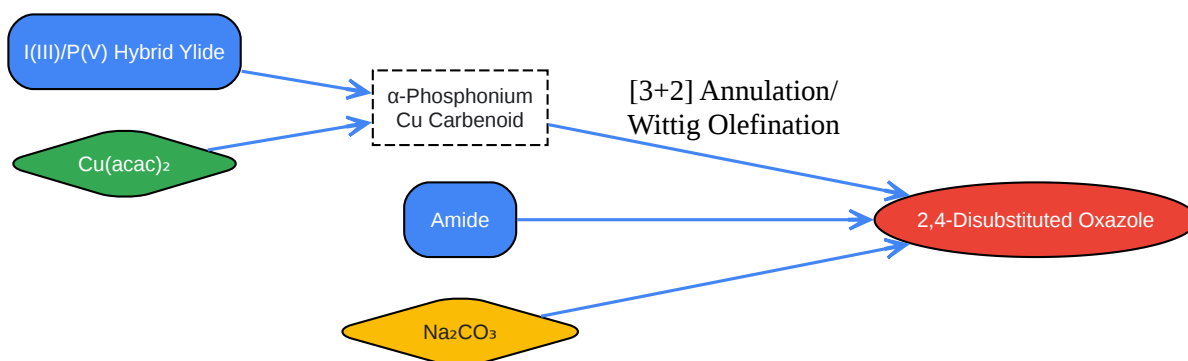 I(III)/P(V) Hybrid Ylide
α-Phosphonium
Cu Carbenoid
[3+2] Annulation/
Wittig Olefination
Cu(acac)₂
Amide
2,4-Disubstituted Oxazole
Na₂CO₃